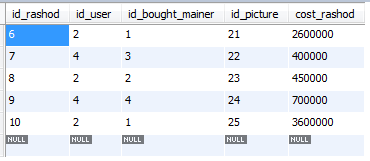 id_rashod id_user id_bought_mainer id_picture cost_rashod
6 2 1 21 2600000
7 4 3 22 400000
8 2 2 23 450000
9 4 4 24 700000
10 2 1 25 3600000
NULL NULL NULL NULL NULL